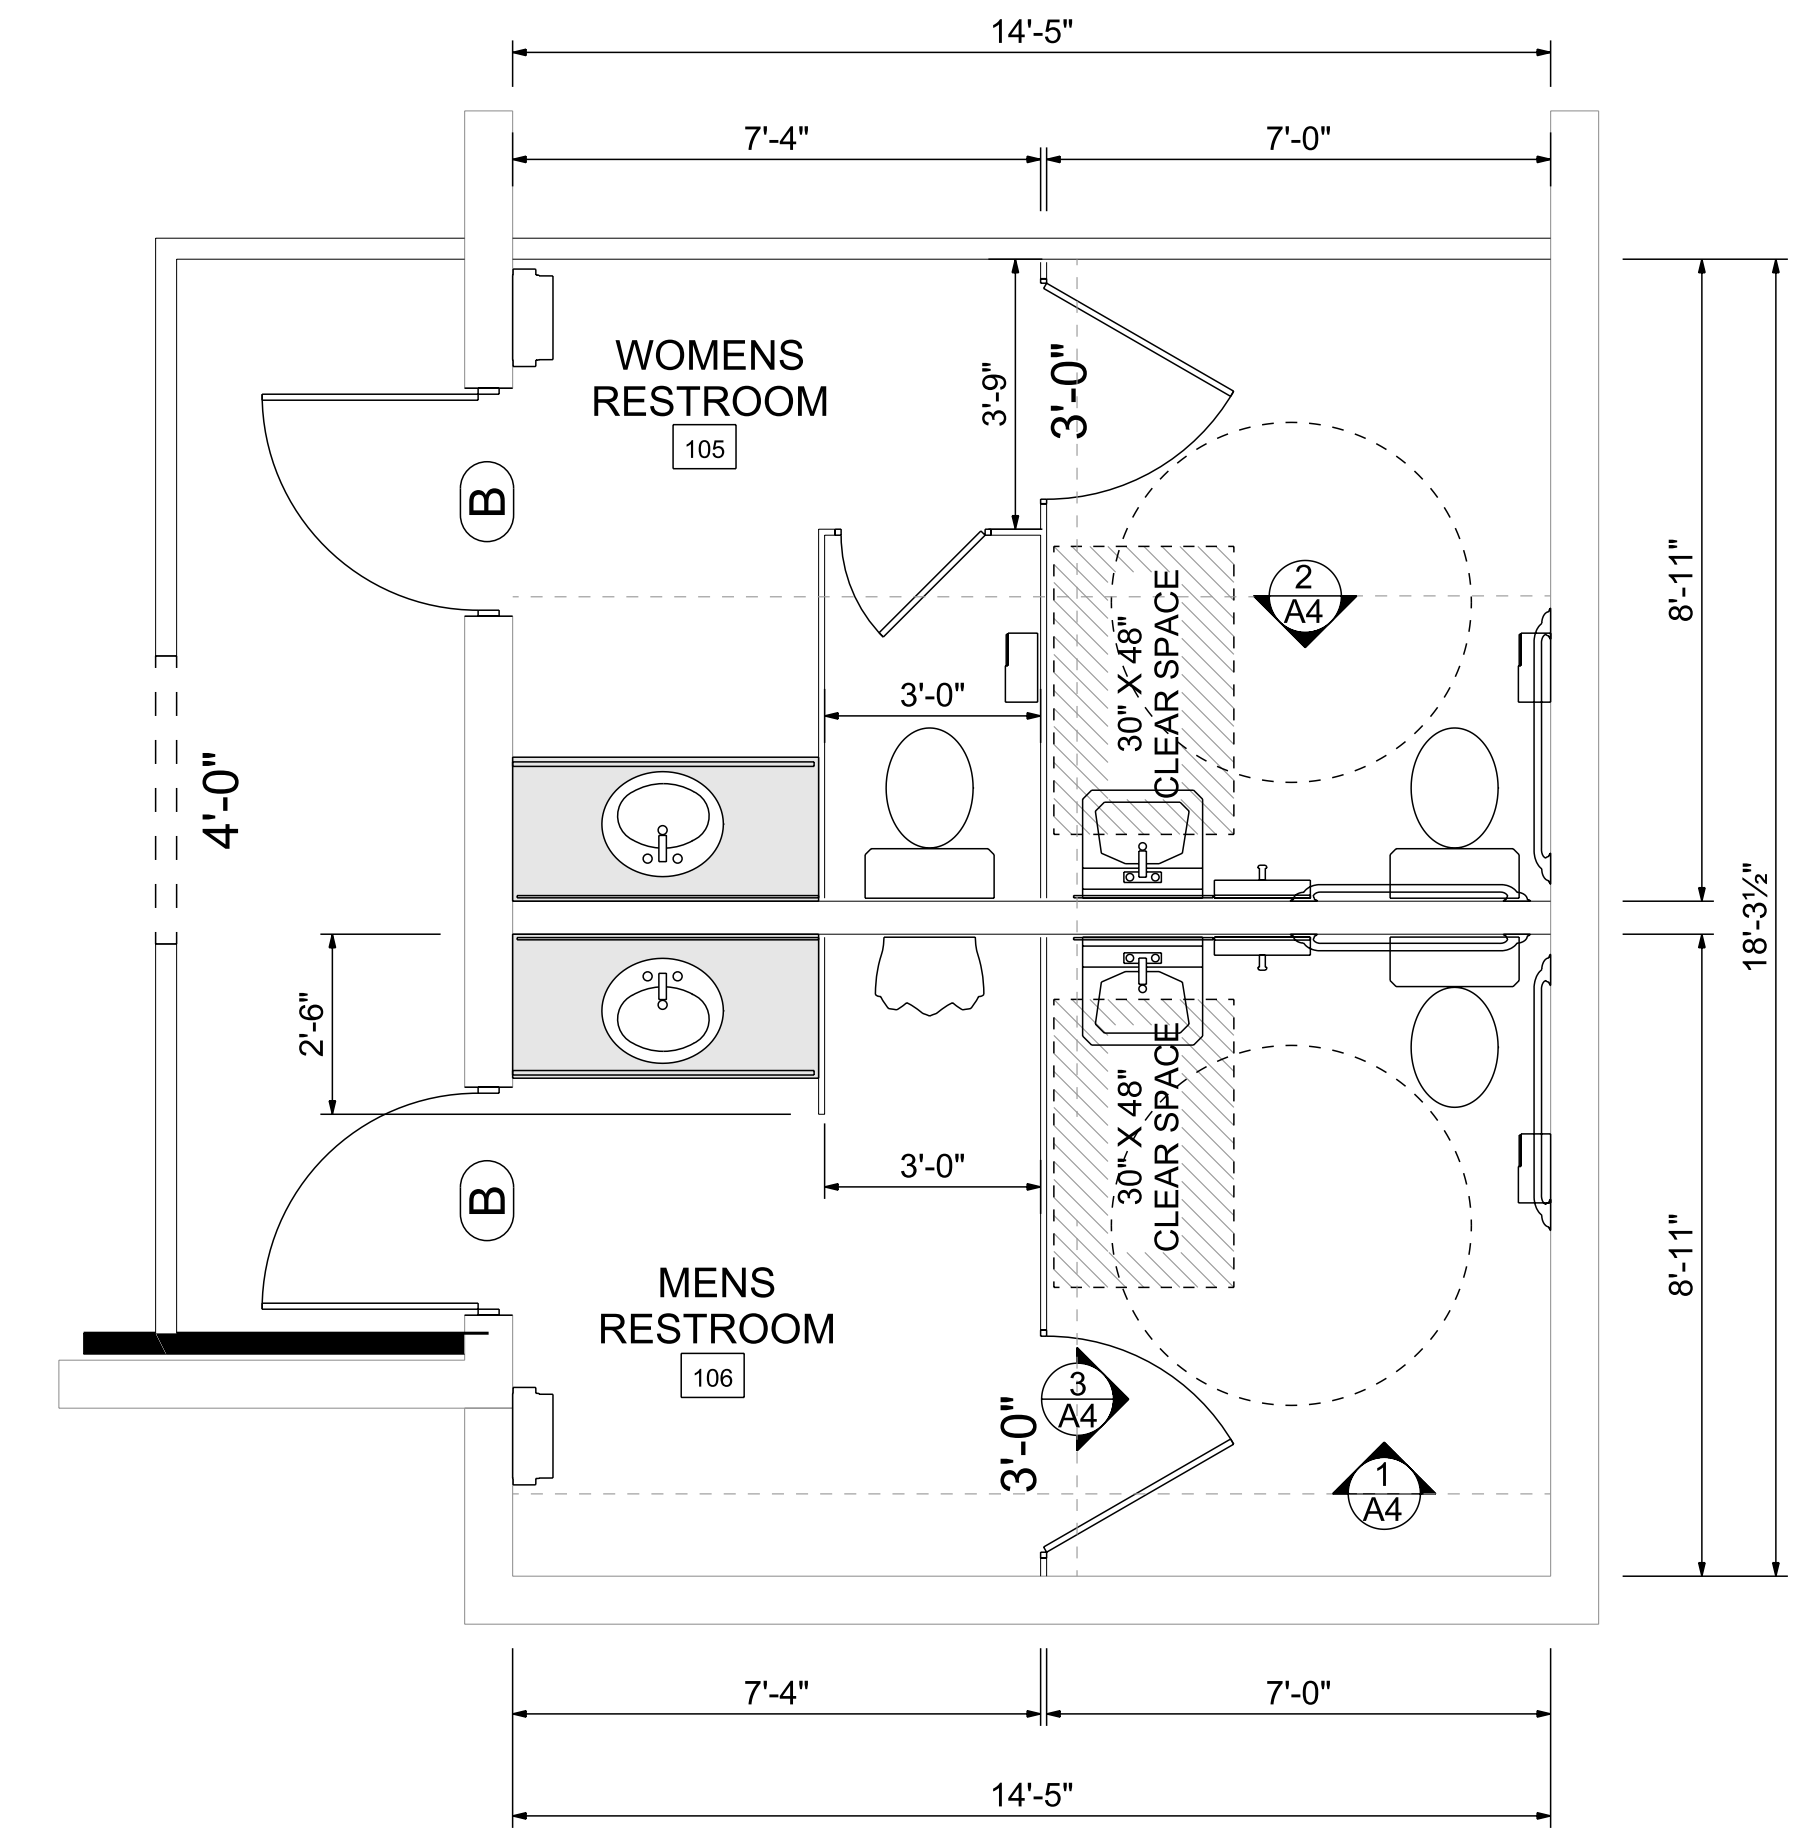 14'-5"
7'-4"
7'-0"
WOMENS
RESTROOM
105
3'-9"
3'-0"
B
2
A4
30" X 48"
CLEAR SPACE
8'-11"
3'-0"
4'-0"
18'-3½"
2'-6"
30" X 48"
CLEAR SPACE
3'-0"
B
8'-11"
MENS
RESTROOM
106
3
A4
3'-0"
1
A4
7'-4"
7'-0"
14'-5"